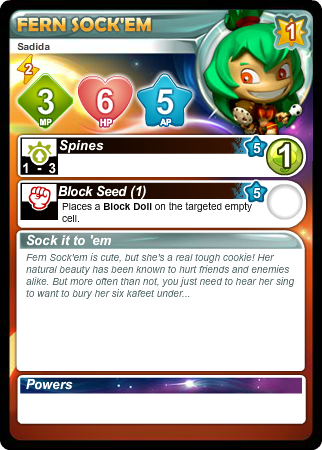 FERN SOCK'EM
1
Sadida
2
3
MP
6
HP
5
AP
Spines
5
1
1 - 3
Block Seed (1)
5
Places a Block Doll on the targeted empty
cell.
Sock it to 'em
Fern Sock'em is cute, but she's a real tough cookie! Her
natural beauty has been known to hurt friends and enemies
alike. But more often than not, you just need to hear her sing
to want to bury her six kafeet under...
Powers